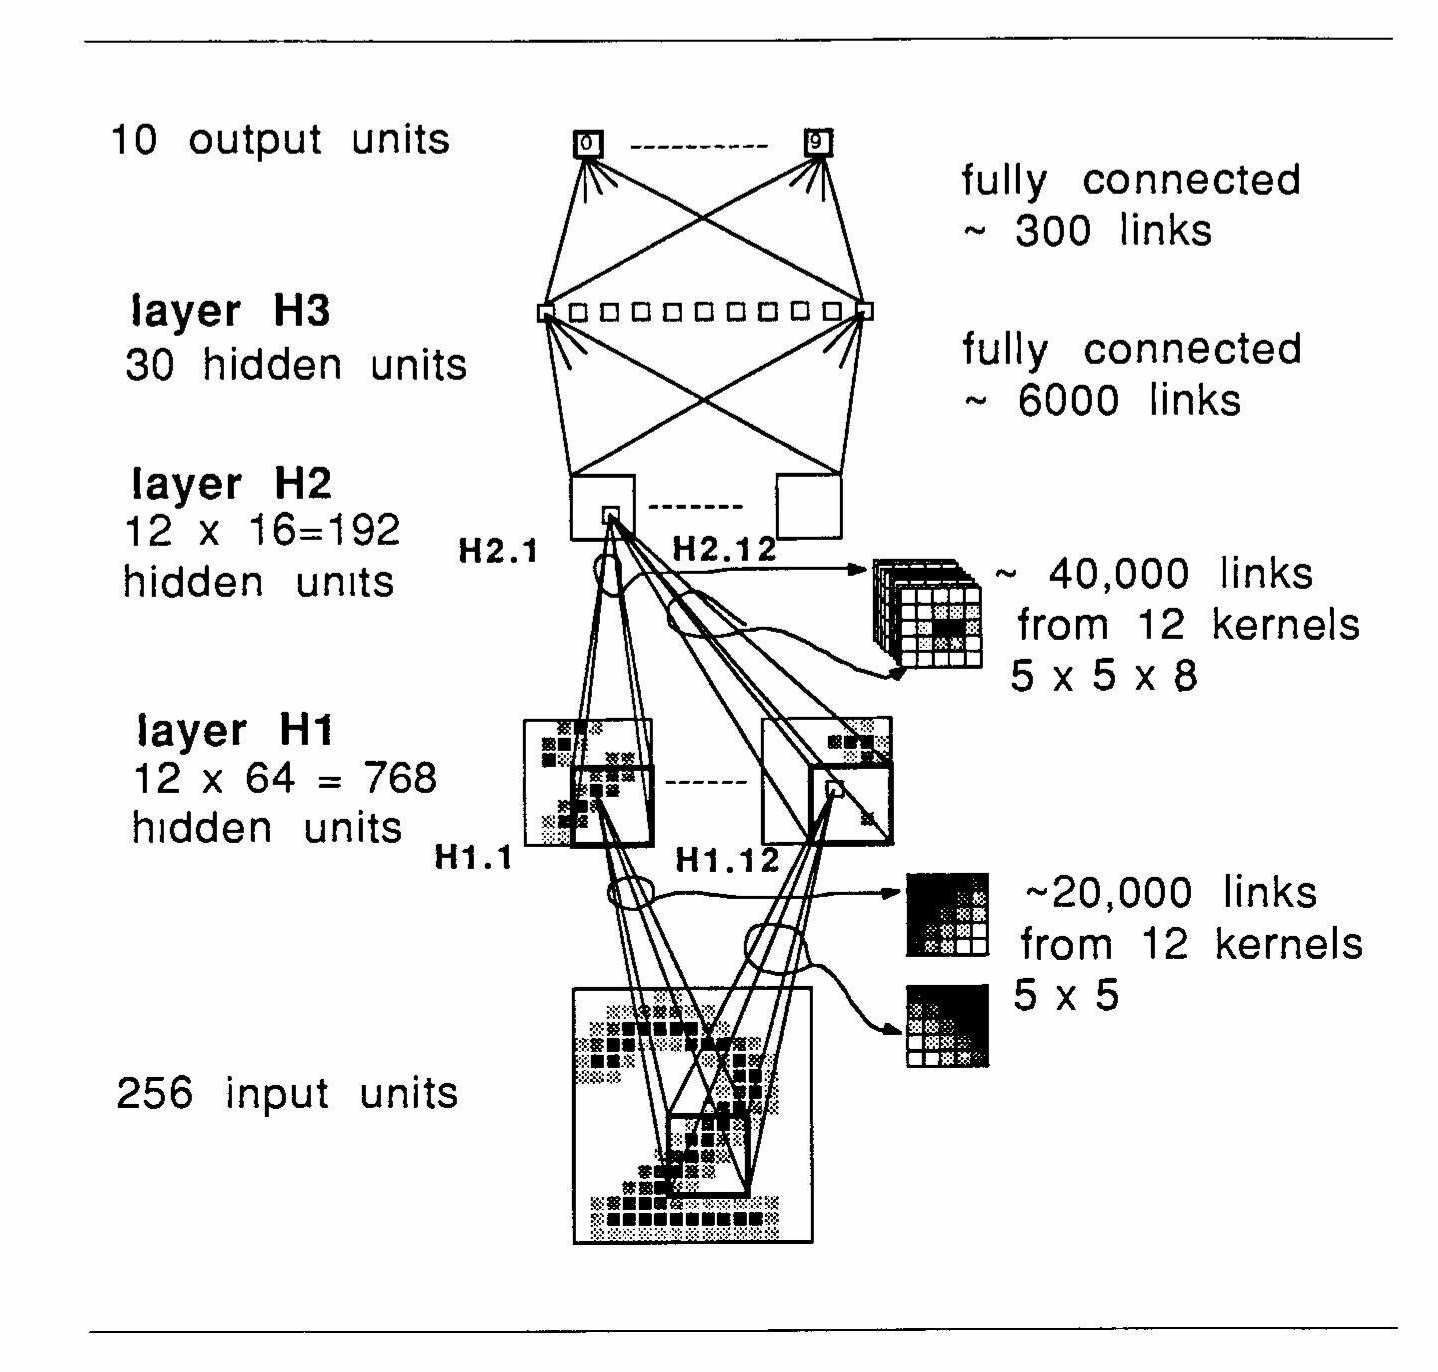 10 output units
0
9
fully connected
~ 300 links
layer H3
30 hidden units
fully connected
~ 6000 links
layer H2
12 x 16=192
hidden units
H2.1
H2.12
~ 40,000 links
from 12 kernels
5 x 5 x 8
layer H1
12 x 64 = 768
hidden units
H1.1
H1.12
~20,000 links
from 12 kernels
5 x 5
256 input units